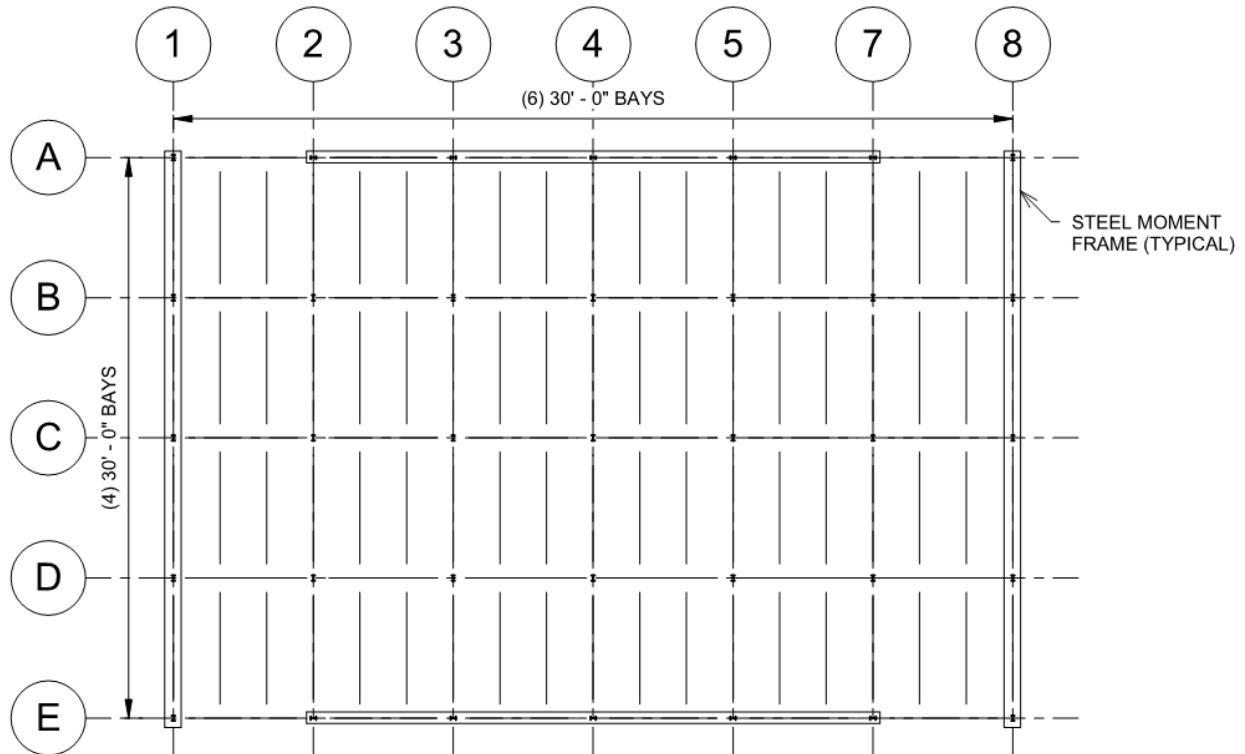 1 2 3 4 5 7 8
(6) 30' - 0" BAYS
A
STEEL MOMENT
FRAME (TYPICAL)
B
(4) 30' - 0" BAYS
C
D
E